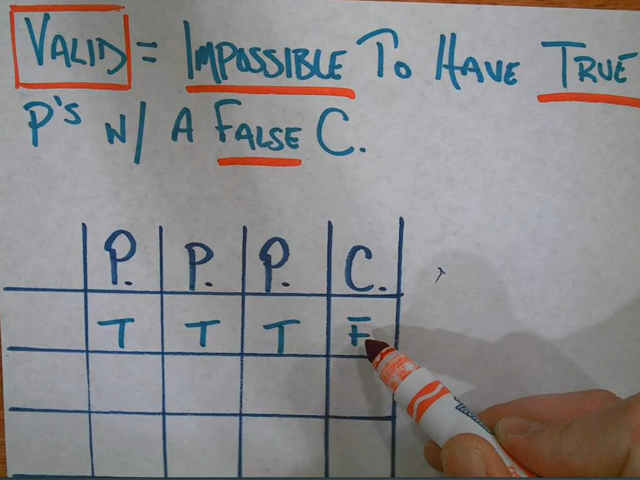 VALID = IMPOSSIBLE TO HAVE TRUE
P'S W/ A FALSE C.
P. P. P. C.
T T T F